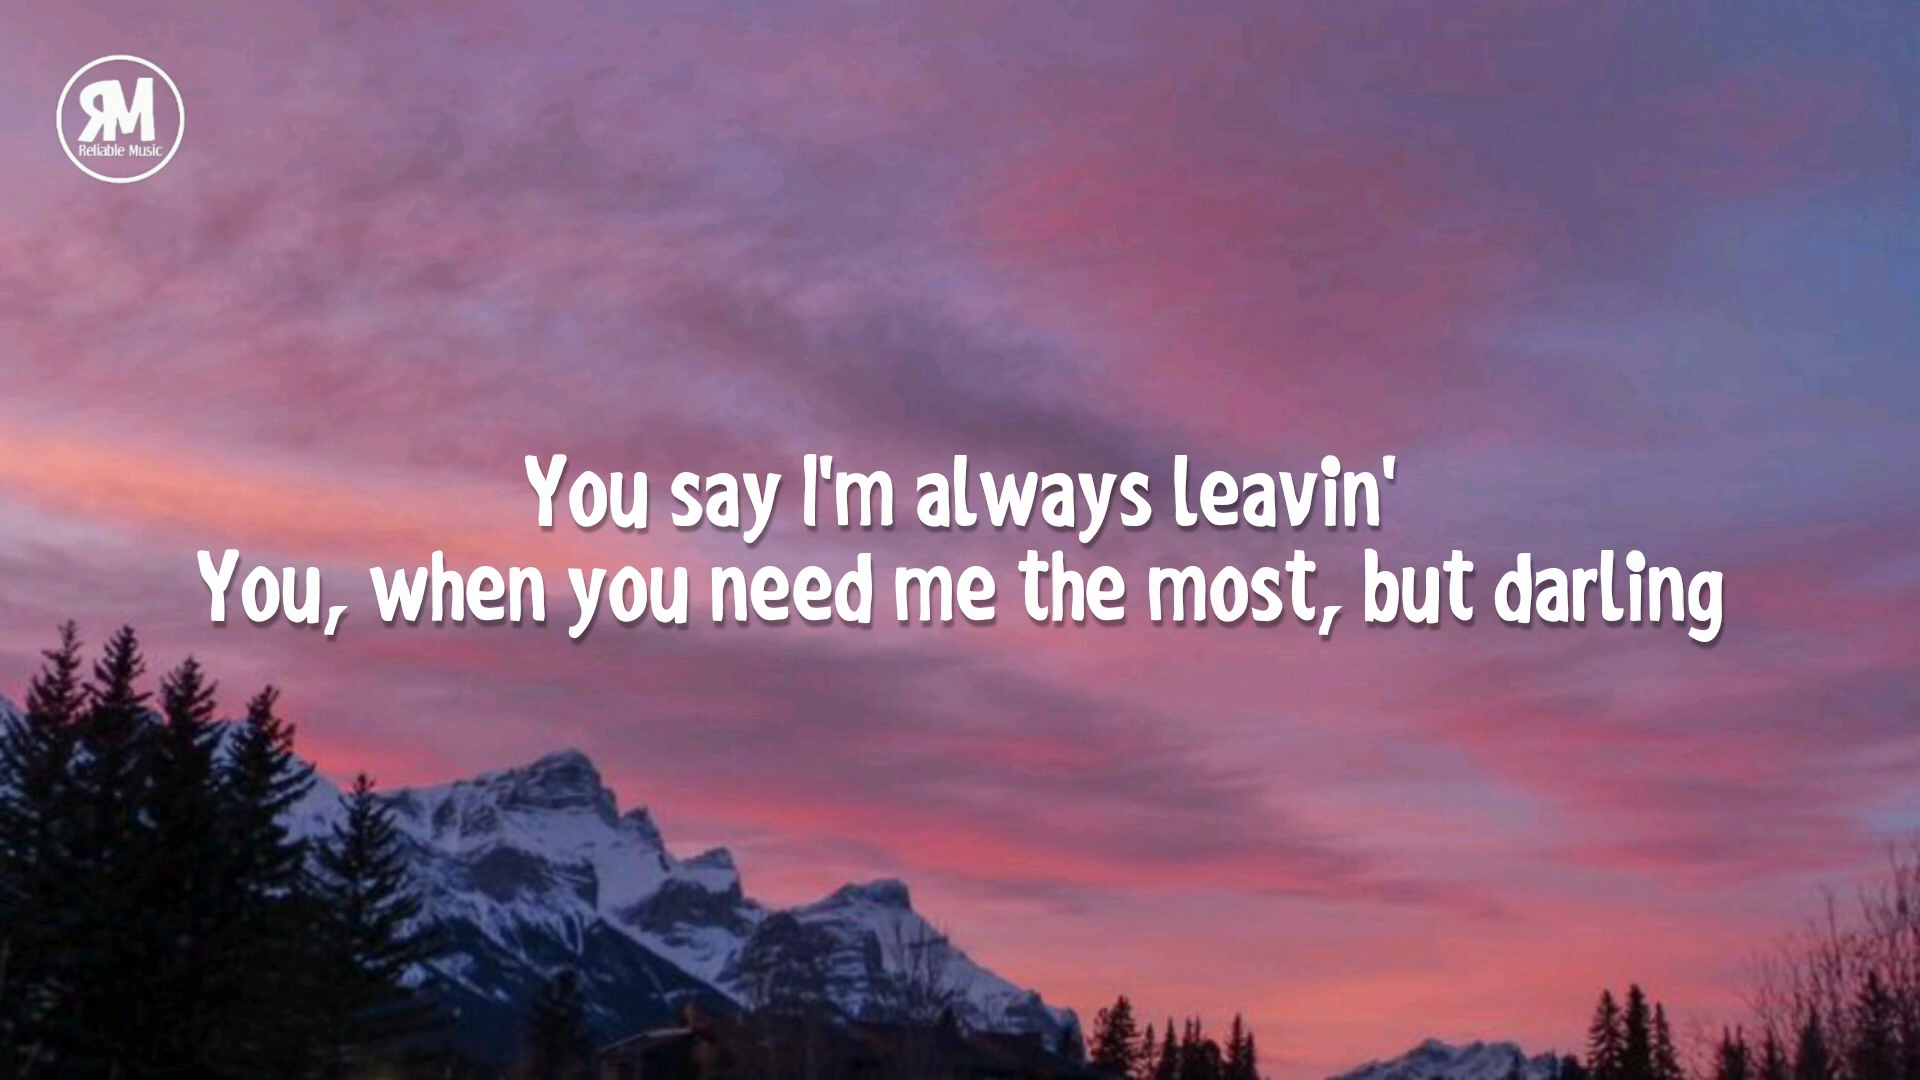 RM
Reliable Music
You say I'm always leavin'
You, when you need me the most, but darling